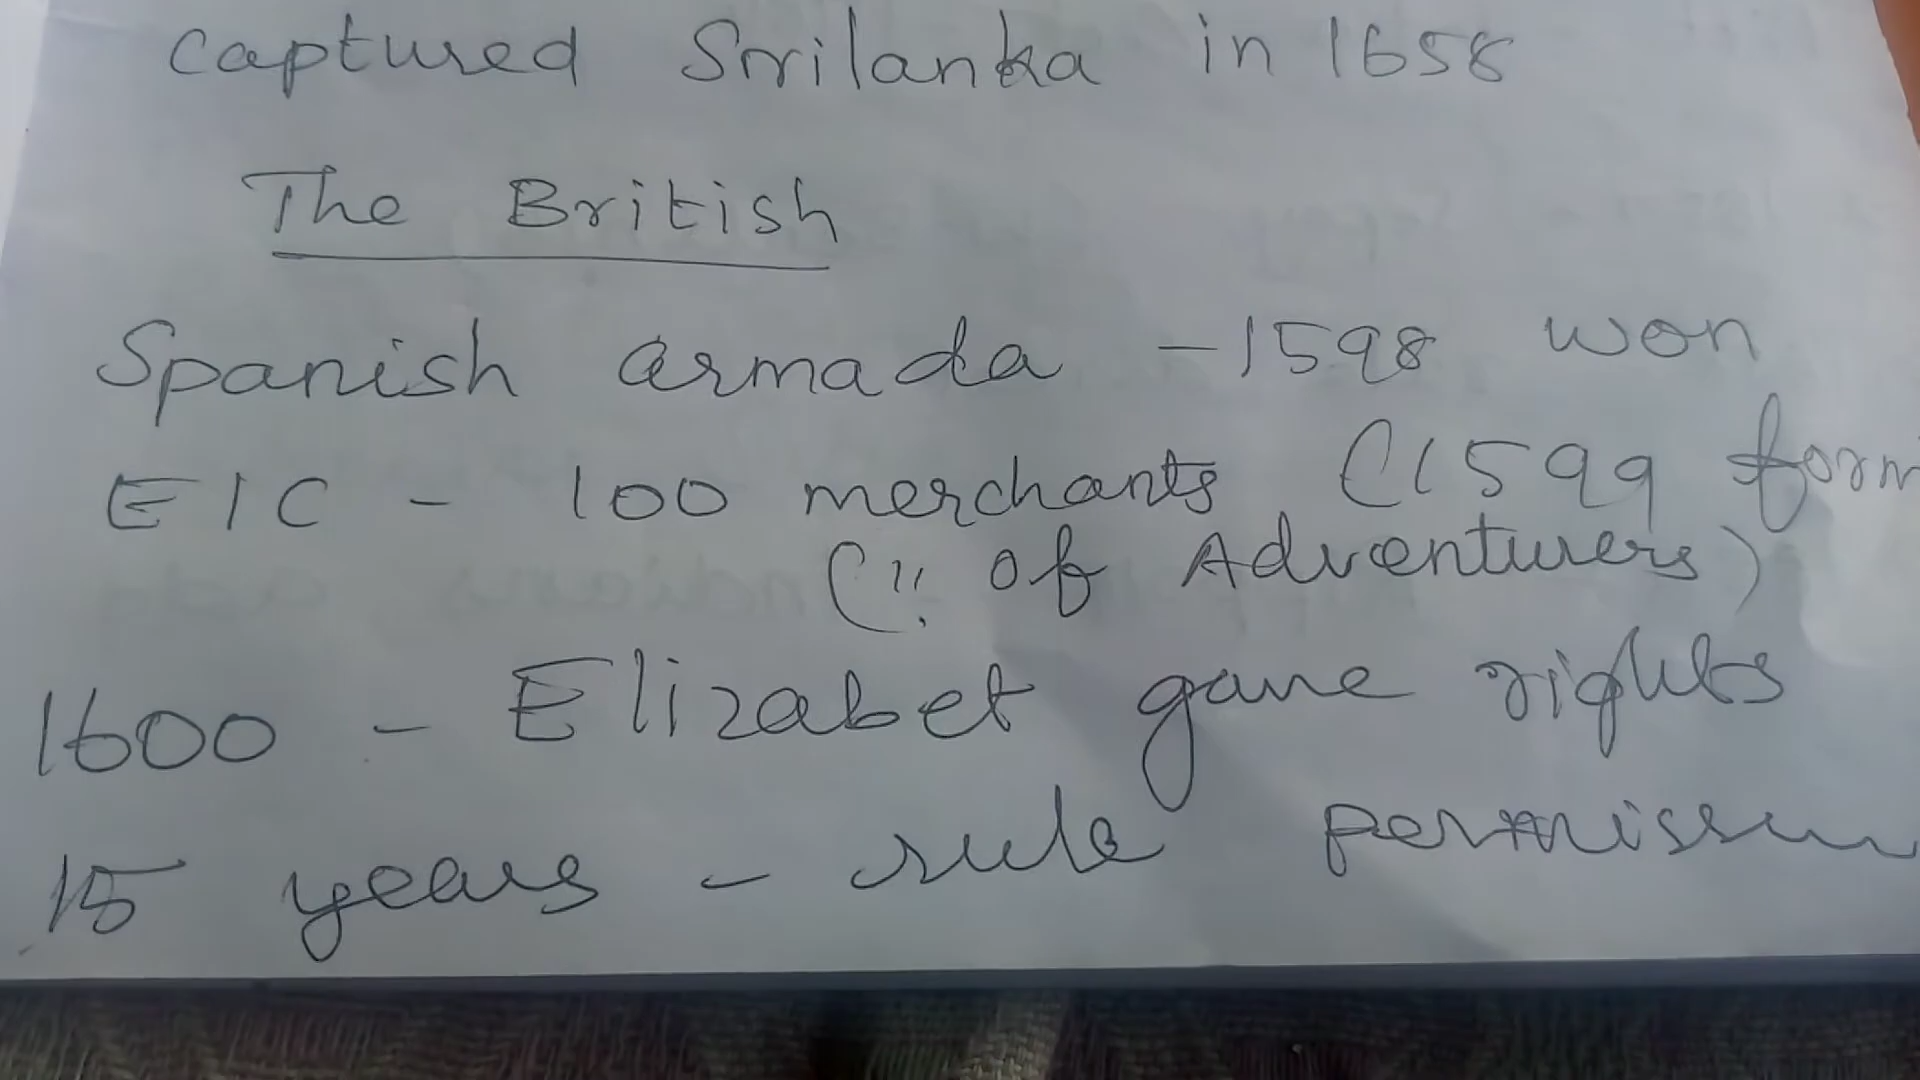 captured Srilanka in 1658
The British
Spanish armada - 1598 won
EIC - 100 merchants (1599 form
(" of Adventurers)
1600 - Elizabet gave rights
15 years - rule